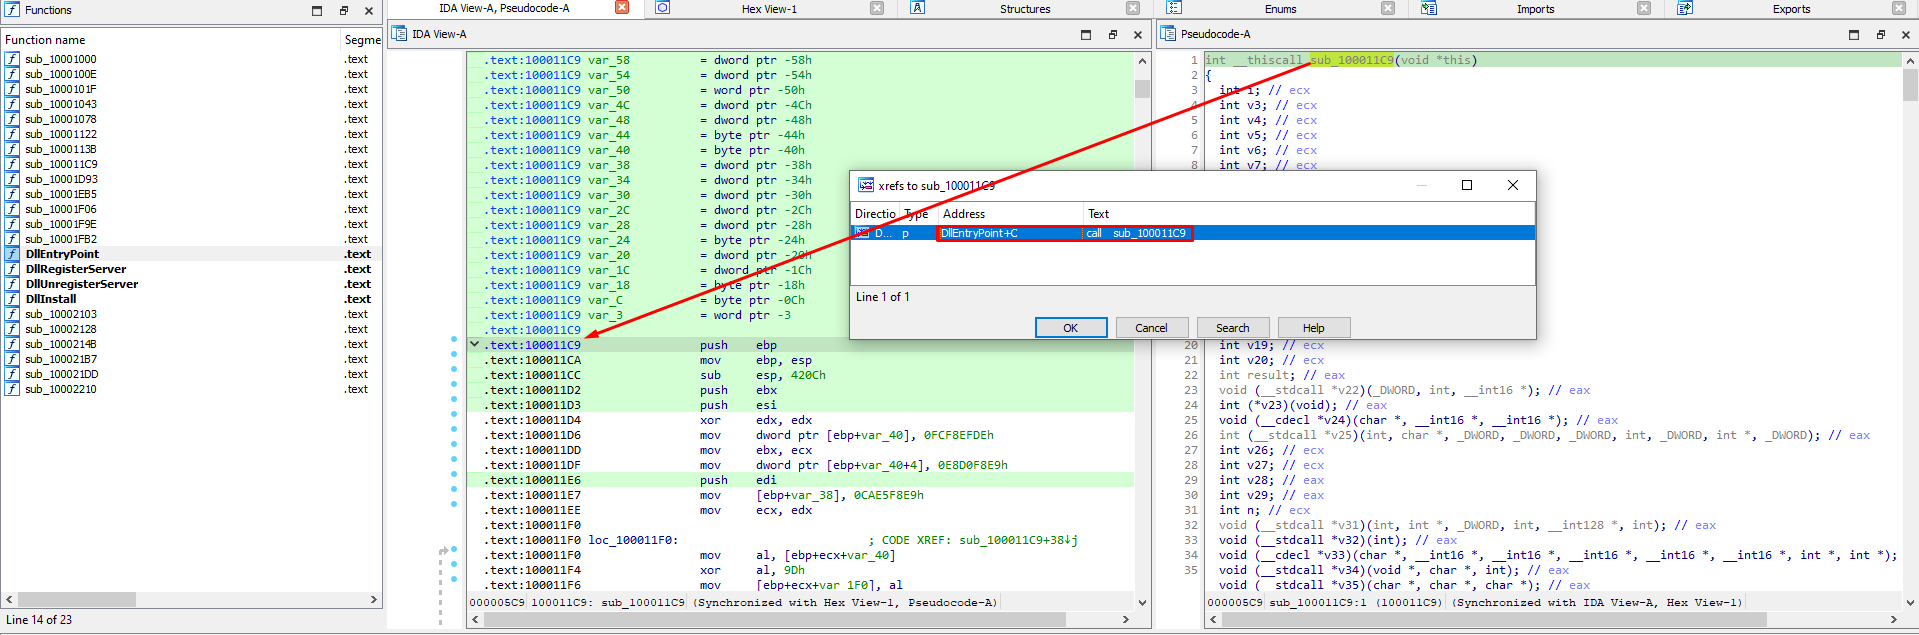 Functions
Function name Segme
sub_10001000 .text
sub_1000100E .text
sub_1000101F .text
sub_10001043 .text
sub_10001078 .text
sub_10001122 .text
sub_1000113B .text
sub_100011C9 .text
sub_10001D93 .text
sub_10001EB5 .text
sub_10001F06 .text
sub_10001F9E .text
sub_10001FB2 .text
DllEntryPoint .text
DllRegisterServer .text
DllUnregisterServer .text
DllInstall .text
sub_10002103 .text
sub_10002128 .text
sub_1000214B .text
sub_100021B7 .text
sub_100021DD .text
sub_10002210 .text
Line 14 of 23
IDA View-A, Pseudocode-A
Hex View-1
Structures
Enums
Imports
Exports
IDA View-A
.text:100011C9 var_58 = dword ptr -58h
.text:100011C9 var_54 = dword ptr -54h
.text:100011C9 var_50 = word ptr -50h
.text:100011C9 var_4C = dword ptr -4Ch
.text:100011C9 var_48 = dword ptr -48h
.text:100011C9 var_44 = byte ptr -44h
.text:100011C9 var_40 = byte ptr -40h
.text:100011C9 var_38 = dword ptr -38h
.text:100011C9 var_34 = dword ptr -34h
.text:100011C9 var_30 = dword ptr -30h
.text:100011C9 var_2C = dword ptr -2Ch
.text:100011C9 var_28 = dword ptr -28h
.text:100011C9 var_24 = byte ptr -24h
.text:100011C9 var_20 = dword ptr -20h
.text:100011C9 var_1C = dword ptr -1Ch
.text:100011C9 var_18 = byte ptr -18h
.text:100011C9 var_C = byte ptr -0Ch
.text:100011C9 var_3 = word ptr -3
.text:100011C9
.text:100011C9 push ebp
.text:100011CA mov ebp, esp
.text:100011CC sub esp, 420Ch
.text:100011D2 push ebx
.text:100011D3 push esi
.text:100011D4 xor edx, edx
.text:100011D6 mov dword ptr [ebp+var_40], 0FCF8EFDEh
.text:100011DD mov ebx, ecx
.text:100011DF mov dword ptr [ebp+var_40+4], 0E8D0F8E9h
.text:100011E6 push edi
.text:100011E7 mov [ebp+var_38], 0CAE5F8E9h
.text:100011EE mov ecx, edx
.text:100011F0
.text:100011F0 loc_100011F0: ; CODE XREF: sub_100011C9+38↓j
.text:100011F0 mov al, [ebp+ecx+var_40]
.text:100011F4 xor al, 9Dh
.text:100011F6 mov [ebp+ecx+var_1F0], al
000005C9 100011C9: sub_100011C9 (Synchronized with Hex View-1, Pseudocode-A)
xrefs to sub_100011C9
Directio Type Address Text
D... p DllEntryPoint+C call sub_100011C9
Line 1 of 1
OK Cancel Search Help
Pseudocode-A
1 int __thiscall sub_100011C9(void *this)
2 {
3 int i; // ecx
4 int v3; // ecx
5 int v4; // ecx
6 int v5; // ecx
7 int v6; // ecx
8 int v7; // ecx
20 int v19; // ecx
21 int v20; // ecx
22 int result; // eax
23 void (__stdcall *v22)(_DWORD, int, __int16 *); // eax
24 int (*v23)(void); // eax
25 void (__cdecl *v24)(char *, __int16 *, __int16 *); // eax
26 int (__stdcall *v25)(int, char *, _DWORD, _DWORD, _DWORD, int, _DWORD, int *, _DWORD); // eax
27 int v26; // ecx
28 int v27; // ecx
29 int v28; // eax
30 int v29; // eax
31 int n; // ecx
32 void (__stdcall *v31)(int, int *, _DWORD, int, __int128 *, int); // eax
33 void (__stdcall *v32)(int); // eax
34 void (__cdecl *v33)(char *, __int16 *, __int16 *, __int16 *, __int16 *, __int16 *, int *, int *);
35 void (__stdcall *v34)(void *, char *, int); // eax
void (__stdcall *v35)(char *, char *, char *); // eax
000005C9 sub_100011C9:1 (100011C9) (Synchronized with IDA View-A, Hex View-1)